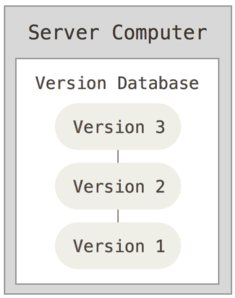 Server Computer
Version Database
Version 3
Version 2
Version 1